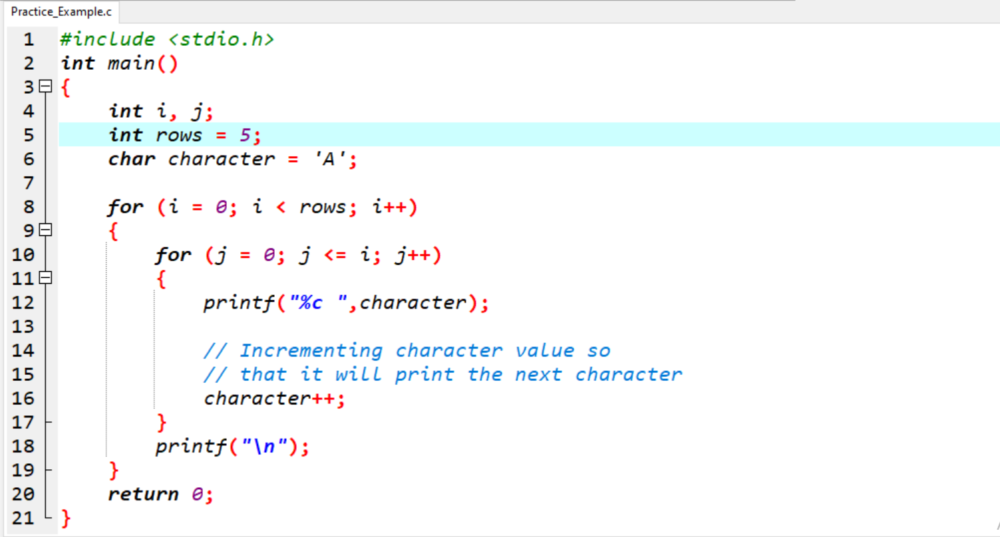 Practice_Example.c
1 #include <stdio.h>
2 int main()
3 {
4     int i, j;
5     int rows = 5;
6     char character = 'A';
7
8     for (i = 0; i < rows; i++)
9     {
10         for (j = 0; j <= i; j++)
11         {
12             printf("%c ",character);
13
14             // Incrementing character value so
15             // that it will print the next character
16             character++;
17         }
18         printf("\n");
19     }
20     return 0;
21 }